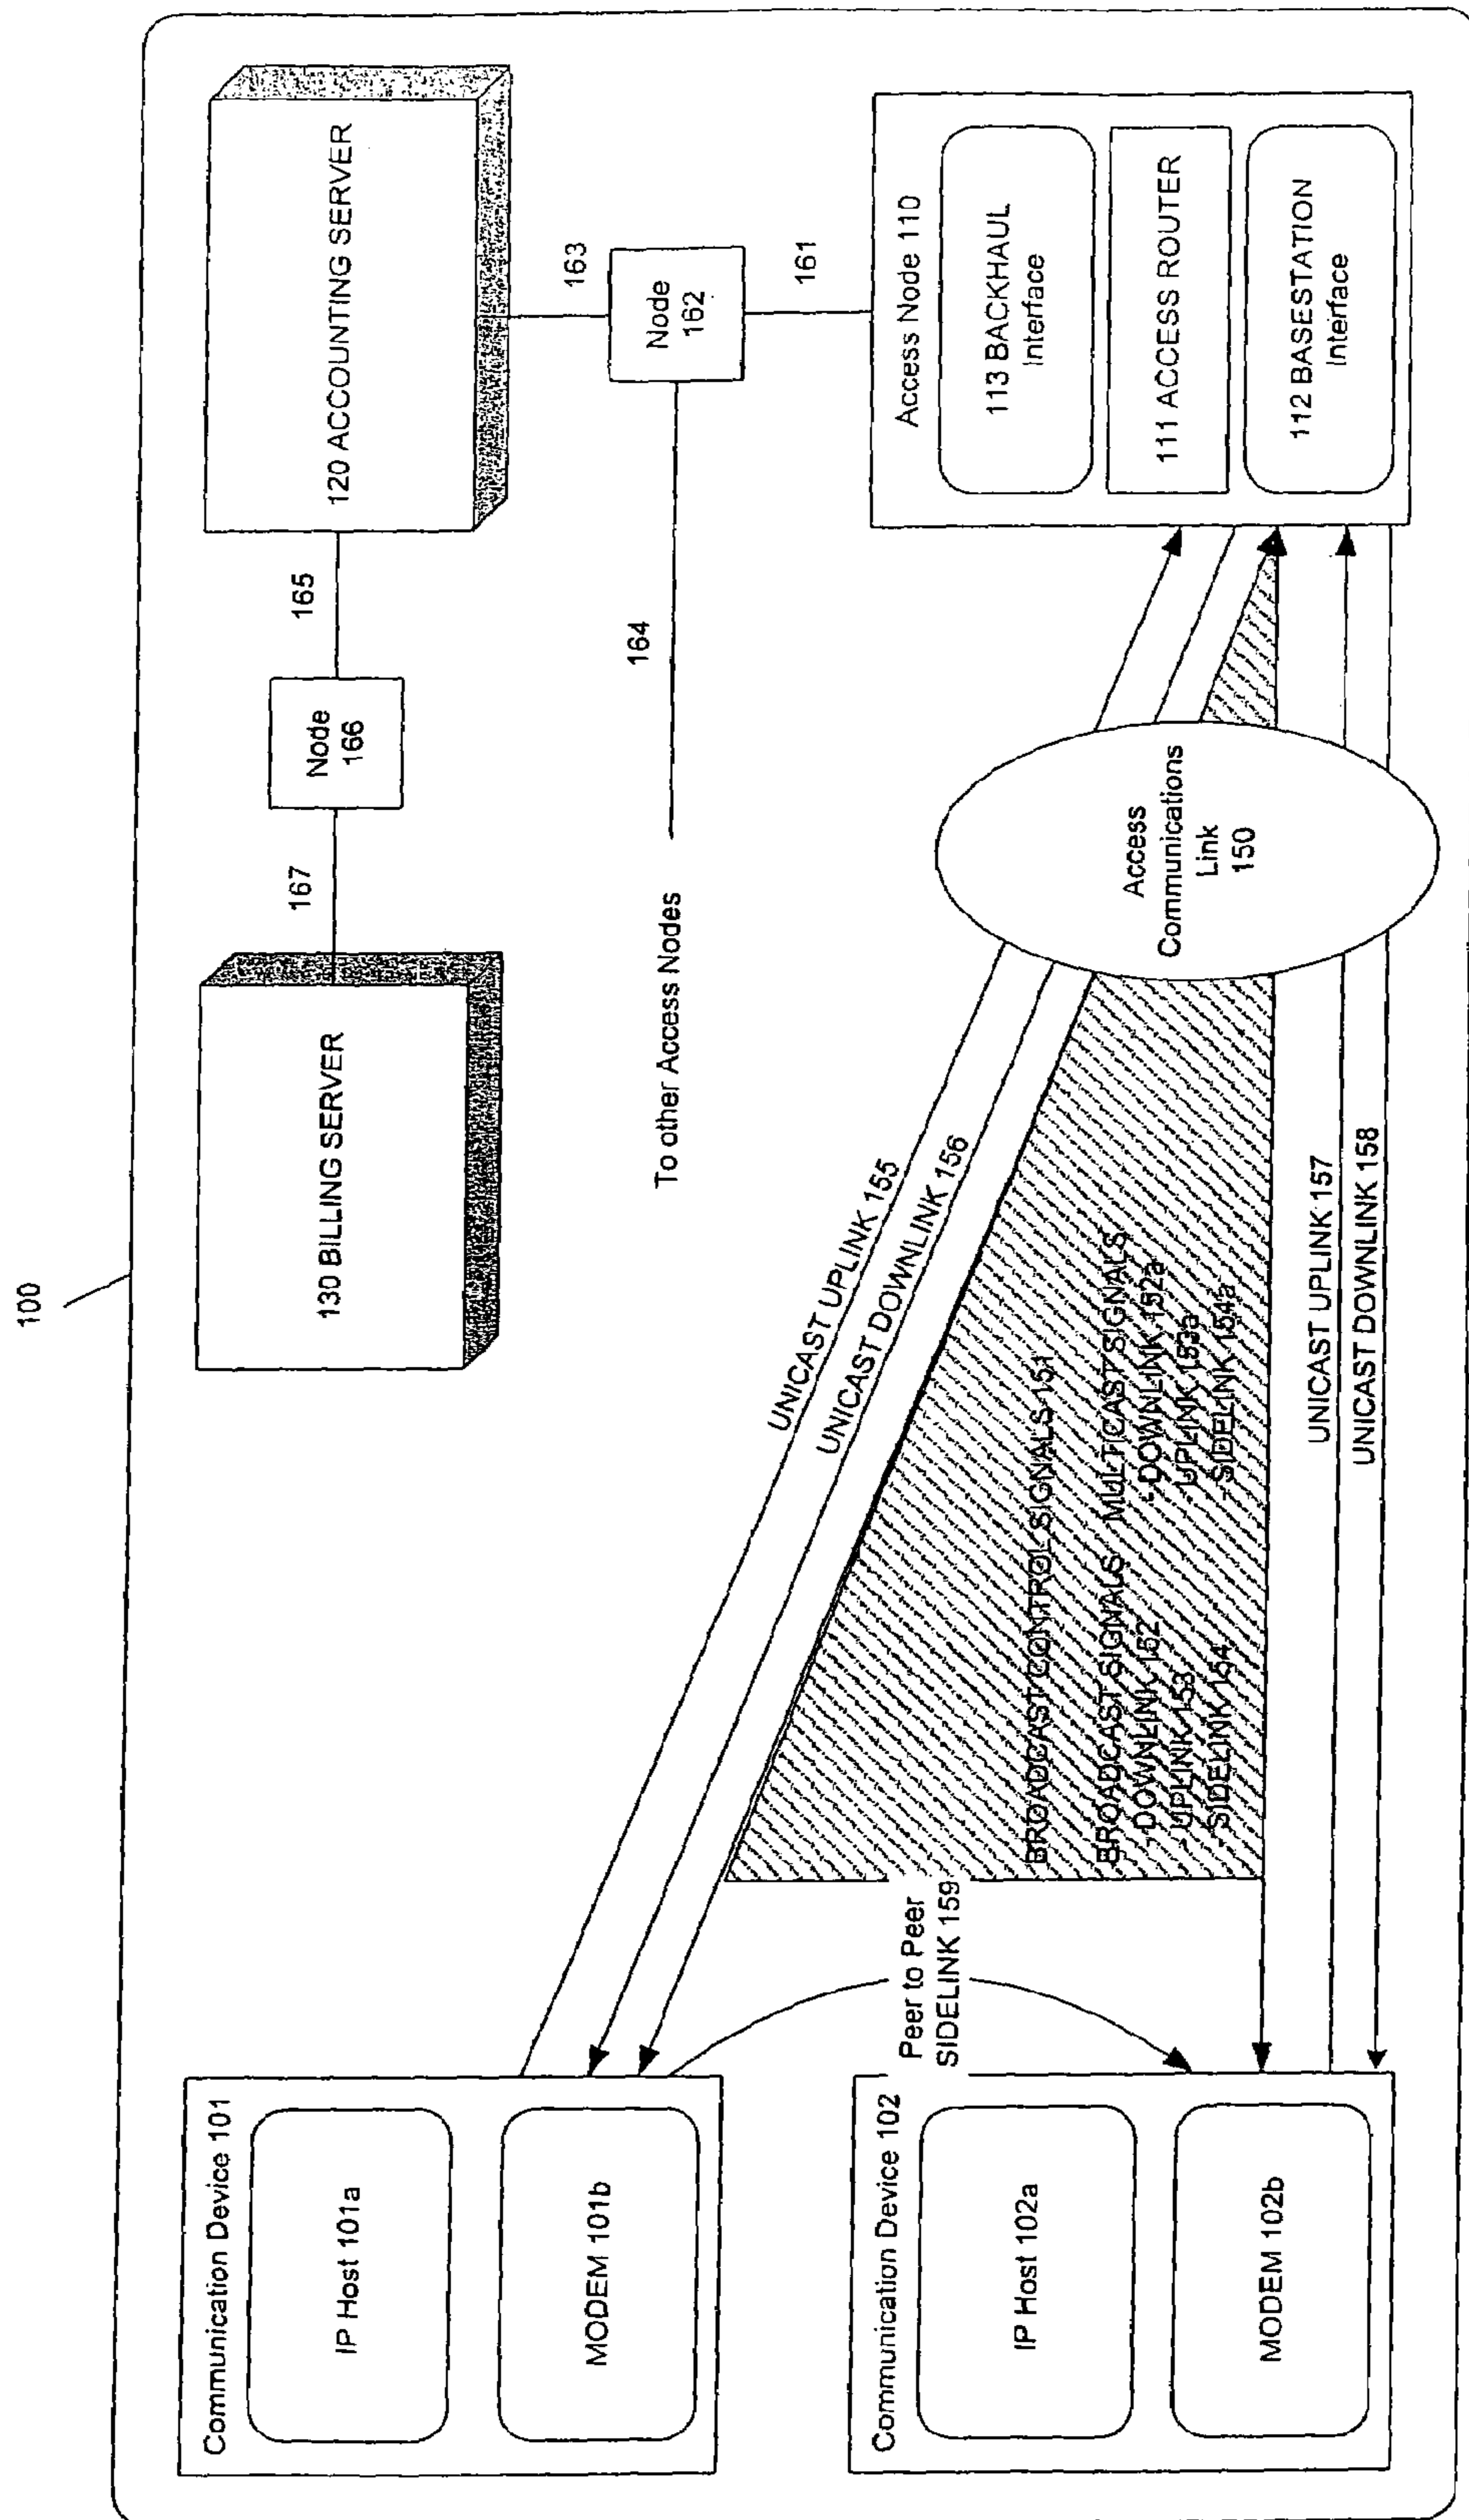 100
130 BILLING SERVER
167
Node
166
165
120 ACCOUNTING SERVER
163
Node
162
164
To other Access Nodes
161
Communication Device 101
IP Host 101a
MODEM 101b
UNICAST UPLINK 155
UNICAST DOWNLINK 156
Peer to Peer
SIDELINK 159
BROADCAST CONTROL SIGNALS 151
BROADCAST SIGNALS
- DOWNLINK 152
- UPLINK 153
- SIDELINK 154
MULTICAST SIGNALS
- DOWNLINK 152a
- UPLINK 153a
- SIDELINK 154a
Access
Communications
Link
150
Access Node 110
113 BACKHAUL
Interface
111 ACCESS ROUTER
112 BASESTATION
Interface
Communication Device 102
IP Host 102a
MODEM 102b
UNICAST UPLINK 157
UNICAST DOWNLINK 158